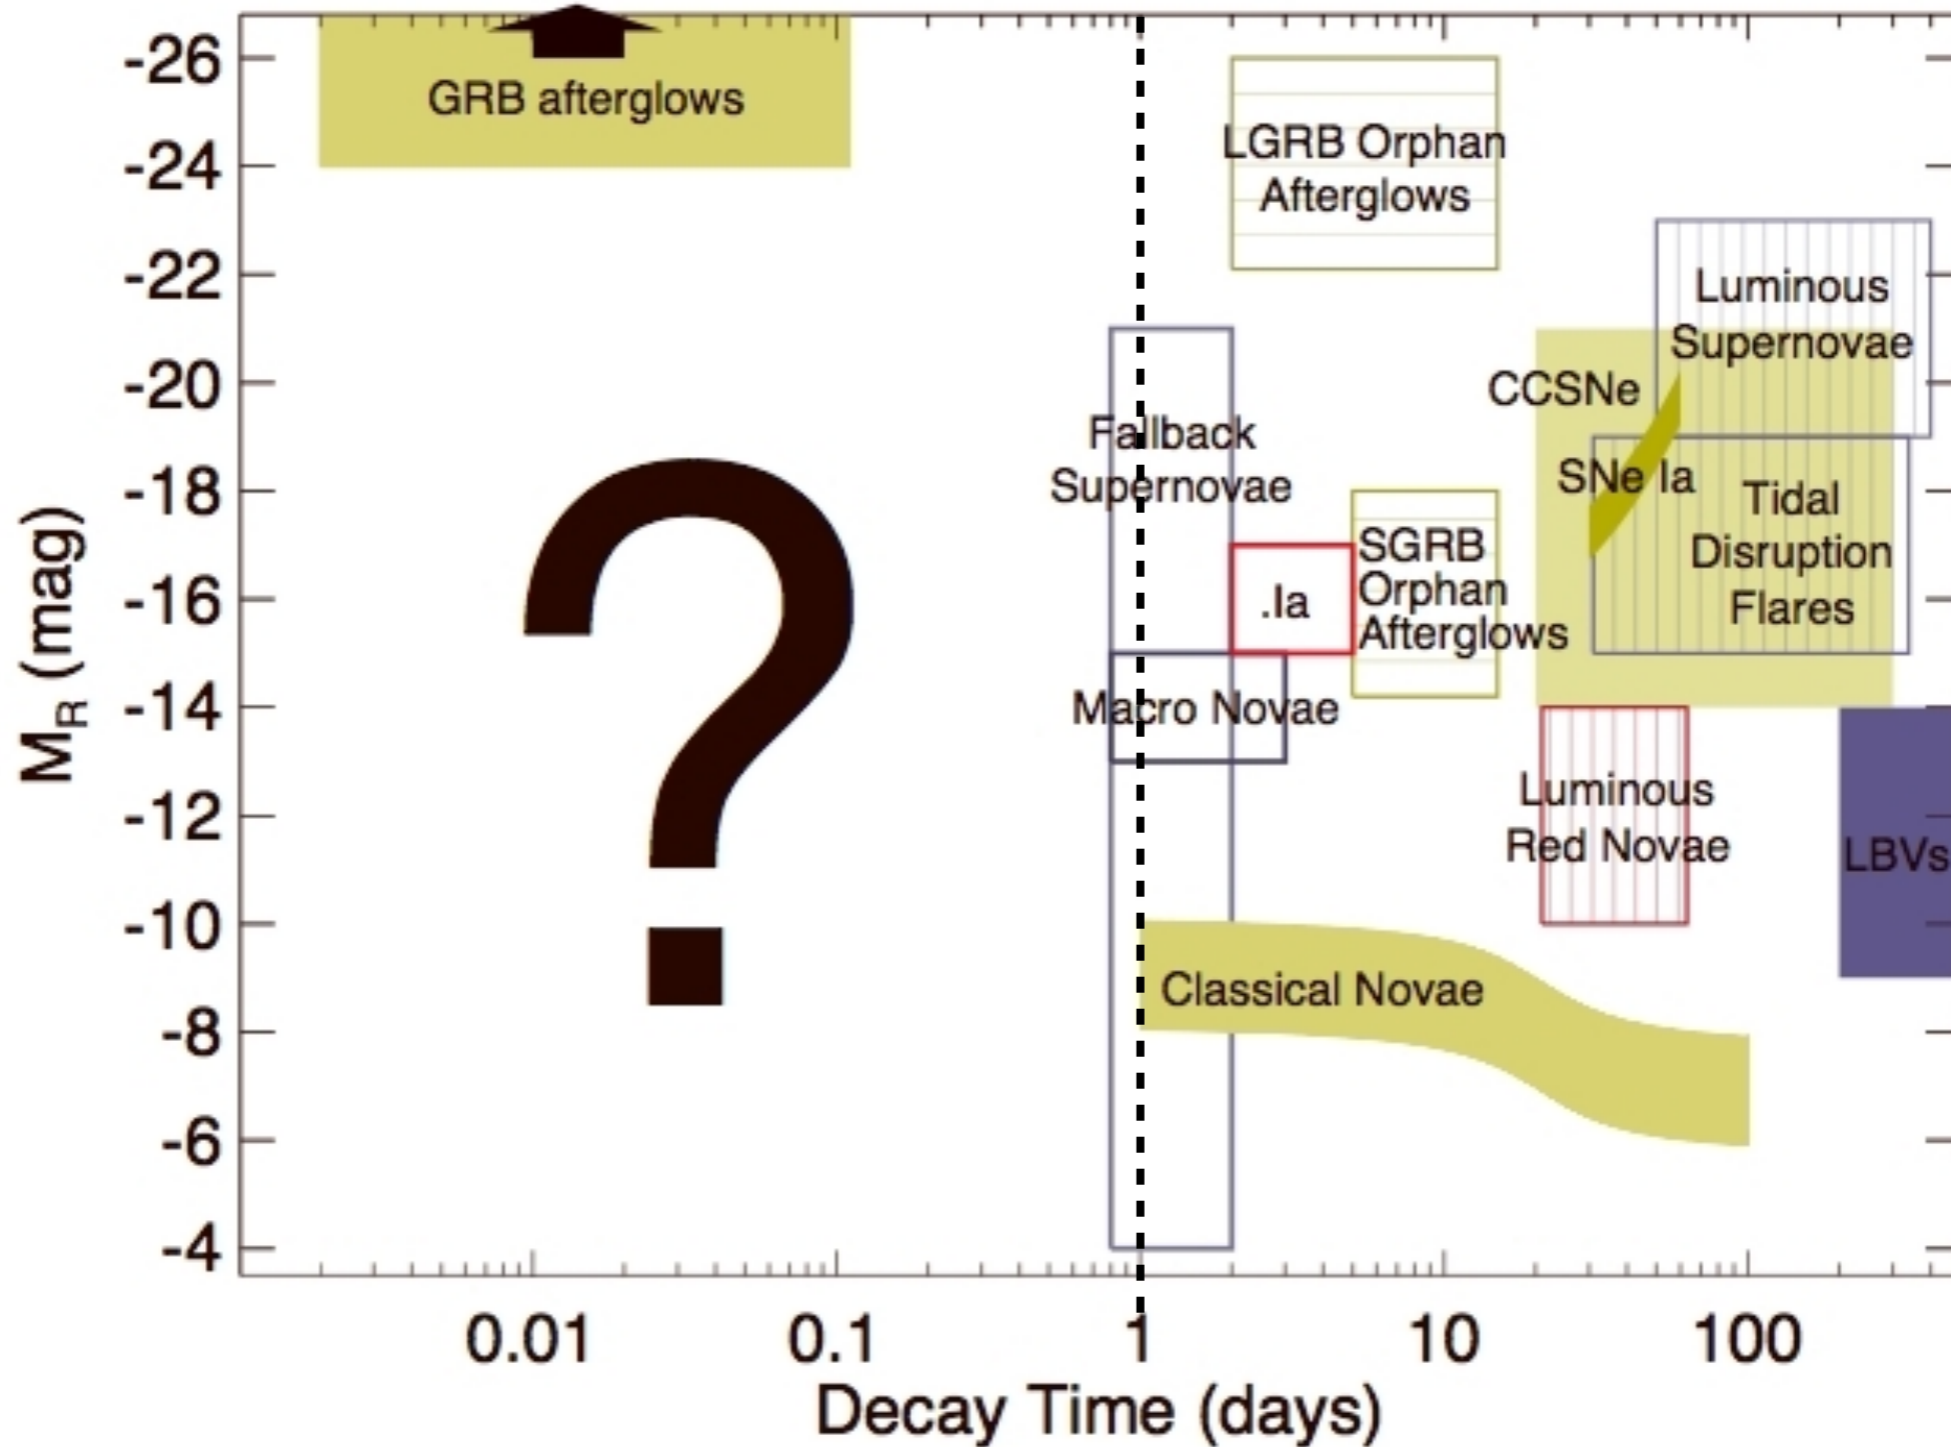 -26
-24
-22
-20
-18
-16
-14
-12
-10
-8
-6
-4
M_R (mag)
GRB afterglows
?
LGRB Orphan
Afterglows
Luminous
Supernovae
CCSNe
Fallback
Supernovae
SNe Ia
Tidal
Disruption
Flares
.Ia
SGRB
Orphan
Afterglows
Macro Novae
Luminous
Red Novae
LBVs
Classical Novae
0.01 0.1 1 10 100
Decay Time (days)